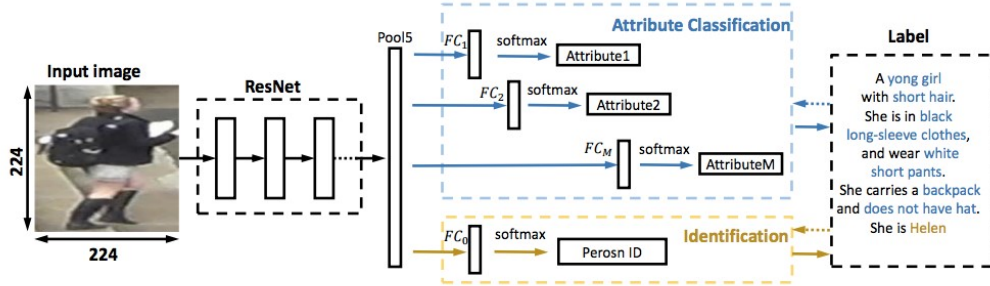 Input image
224
224
ResNet
Pool5
Attribute Classification
FC1
softmax
Attribute1
FC2
softmax
Attribute2
FCM
softmax
AttributeM
FC0
softmax
Perosn ID
Identification
Label
A yong girl
with short hair.
She is in black
long-sleeve clothes,
and wear white
short pants.
She carries a backpack
and does not have hat.
She is Helen